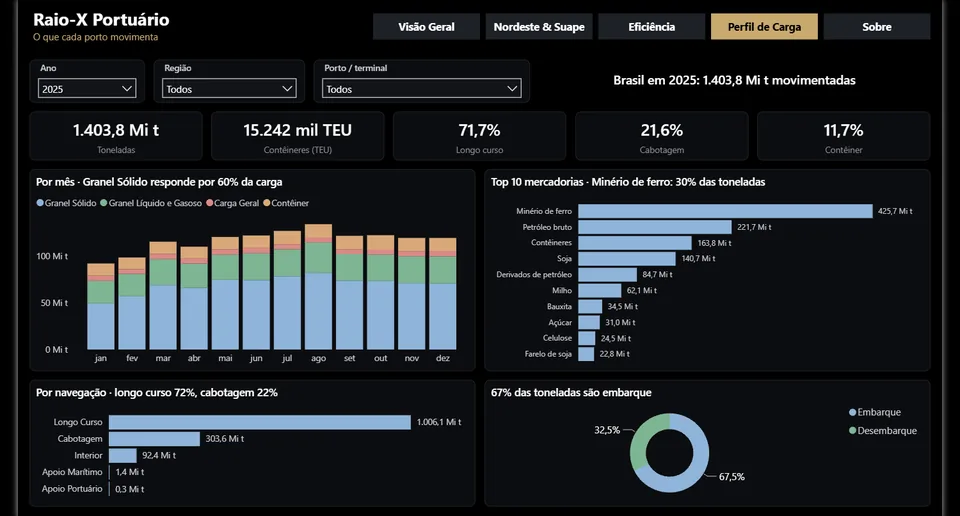 Raio-X Portuário
O que cada porto movimenta
Visão Geral
Nordeste & Suape
Eficiência
Perfil de Carga
Sobre
Ano
2025
Região
Todos
Porto / terminal
Todos
Brasil em 2025: 1.403,8 Mi t movimentadas
1.403,8 Mi t
Toneladas
15.242 mil TEU
Contêineres (TEU)
71,7%
Longo curso
21,6%
Cabotagem
11,7%
Contêiner
Por mês · Granel Sólido responde por 60% da carga
Granel Sólido Granel Líquido e Gasoso Carga Geral Contêiner
100 Mi t
50 Mi t
0 Mi t
jan fev mar abr mai jun jul ago set out nov dez
Top 10 mercadorias · Minério de ferro: 30% das toneladas
Minério de ferro 425,7 Mi t
Petróleo bruto 221,7 Mi t
Contêineres 163,8 Mi t
Soja 140,7 Mi t
Derivados de petróleo 84,7 Mi t
Milho 62,1 Mi t
Bauxita 34,5 Mi t
Açúcar 31,0 Mi t
Celulose 24,5 Mi t
Farelo de soja 22,8 Mi t
Por navegação · longo curso 72%, cabotagem 22%
Longo Curso 1.006,1 Mi t
Cabotagem 303,6 Mi t
Interior 92,4 Mi t
Apoio Marítimo 1,4 Mi t
Apoio Portuário 0,3 Mi t
67% das toneladas são embarque
Embarque
Desembarque
32,5%
67,5%